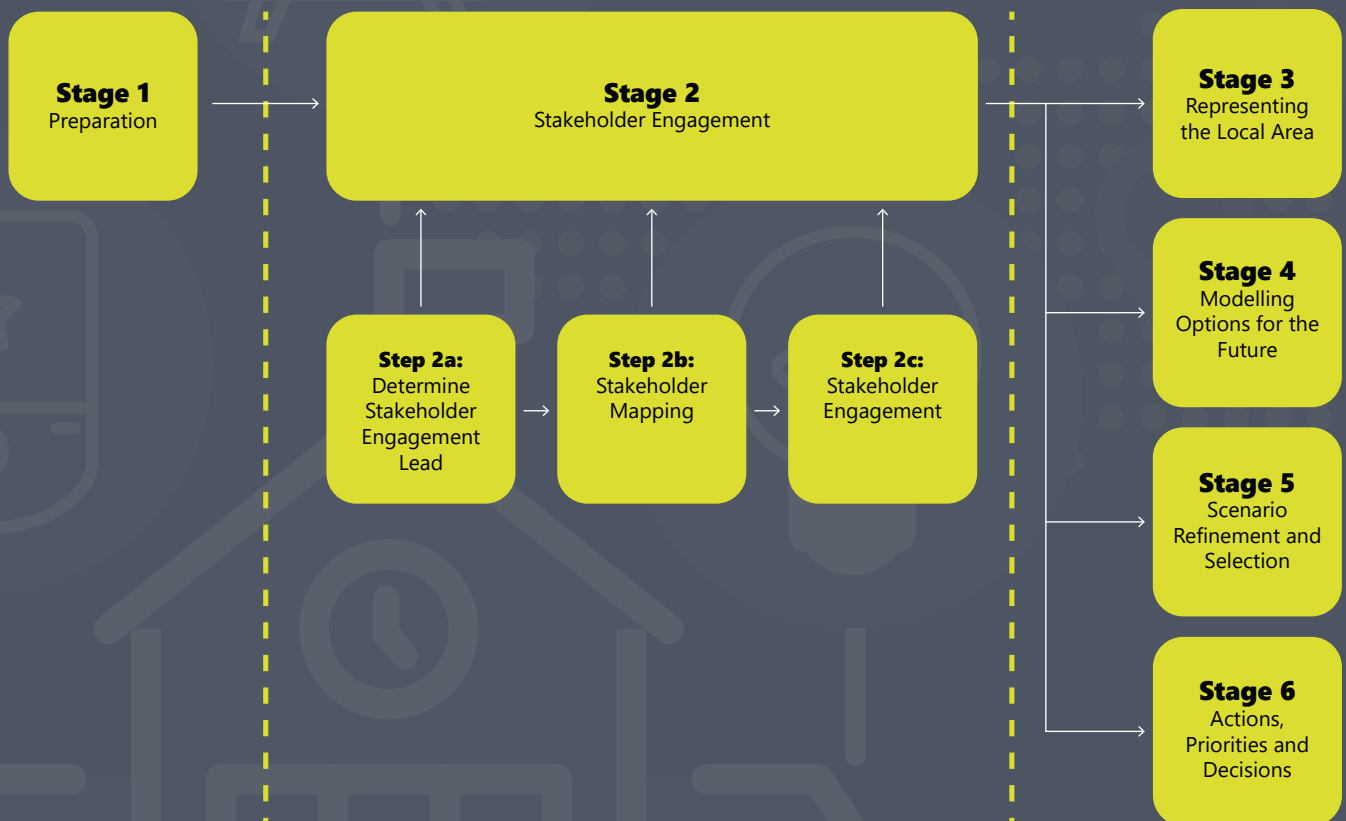 Stage 1
Preparation
Stage 2
Stakeholder Engagement
Step 2a:
Determine
Stakeholder
Engagement
Lead
Step 2b:
Stakeholder
Mapping
Step 2c:
Stakeholder
Engagement
Stage 3
Representing
the Local Area
Stage 4
Modelling
Options for the
Future
Stage 5
Scenario
Refinement and
Selection
Stage 6
Actions,
Priorities and
Decisions